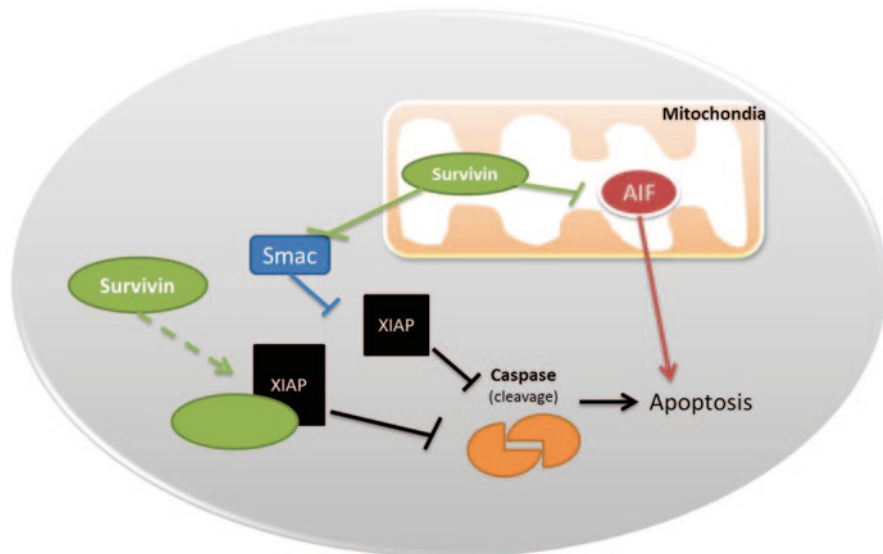 Mitochondia
Survivin
AIF
Smac
Survivin
XIAP
XIAP
Caspase
(cleavage)
Apoptosis